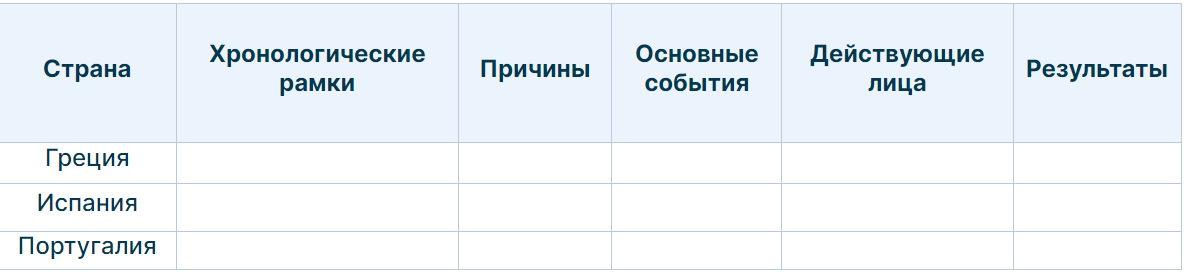 Страна
Хронологические
рамки
Причины
Основные
события
Действующие
лица
Результаты
Греция
Испания
Португалия